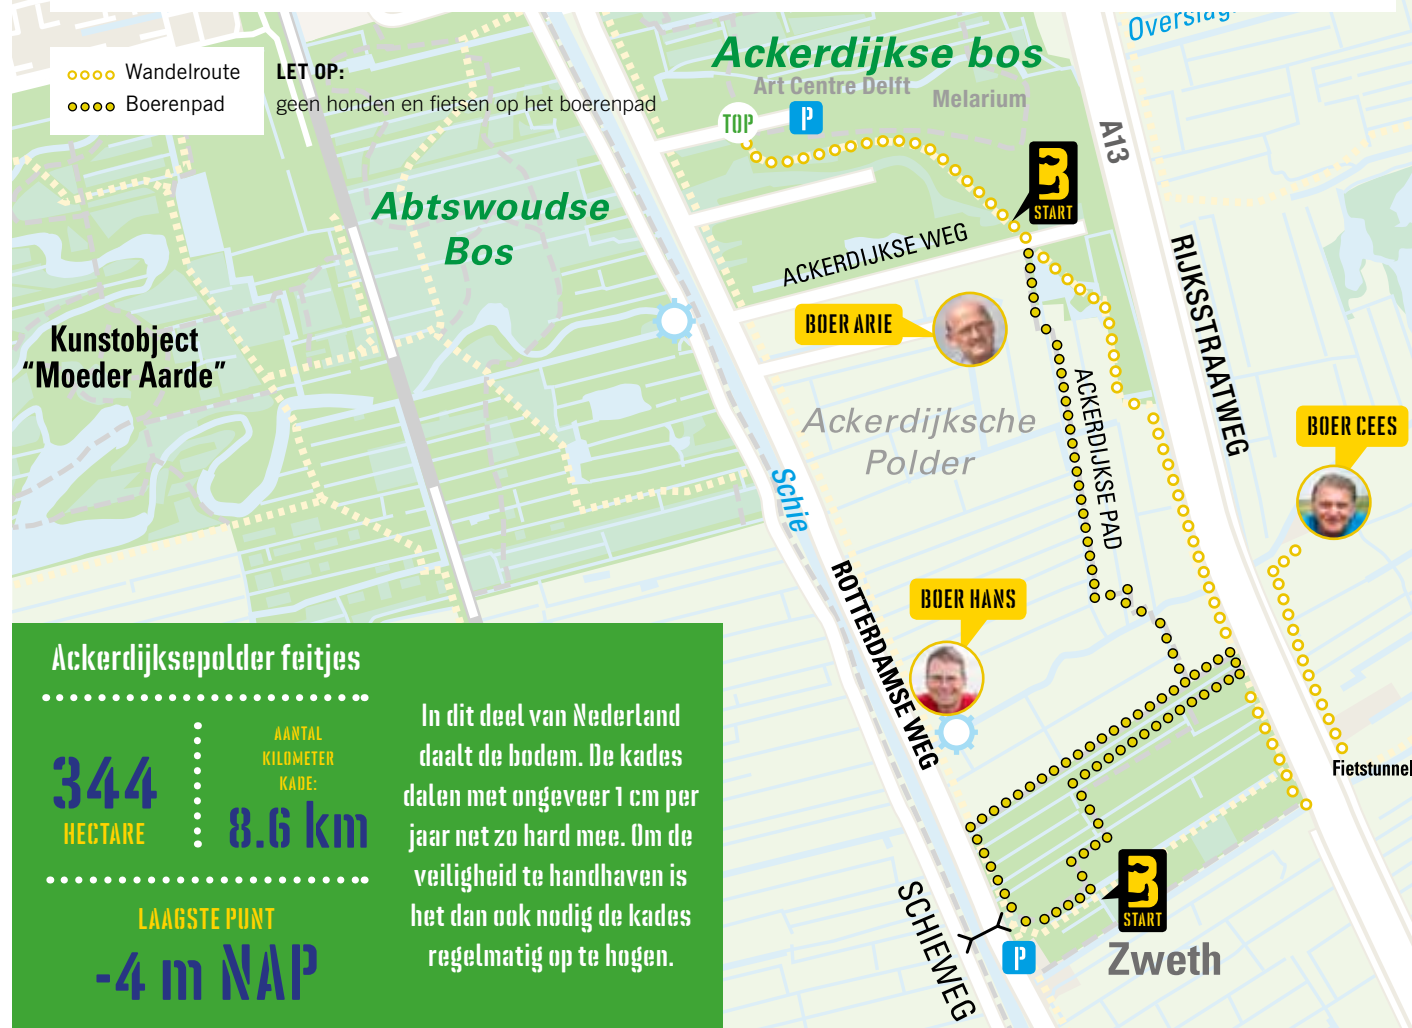 Wandelroute
Boerenpad
LET OP:
geen honden en fietsen op het boerenpad
Ackerdijkse bos
Art Centre Delft
Melarium
TOP
P
A13
3
START
Abtswoudse
Bos
ACKERDIJKSE WEG
BOER ARIE
Kunstobject
“Moeder Aarde”
RIJKSSTRAATWEG
ACKERDIJKSE PAD
Ackerdijksche
Polder
BOER CEES
Schie
ROTTERDAMSE WEG
BOER HANS
Fietstunnel
SCHIEWEG
3
START
P
Zweth
Ackerdijksepolder feitjes
344
HECTARE
AANTAL
KILOMETER
KADE:
8.6 km
LAAGSTE PUNT
-4 m NAP
In dit deel van Nederland
daalt de bodem. De kades
dalen met ongeveer 1 cm per
jaar net zo hard mee. Om de
veiligheid te handhaven is
het dan ook nodig de kades
regelmatig op te hogen.